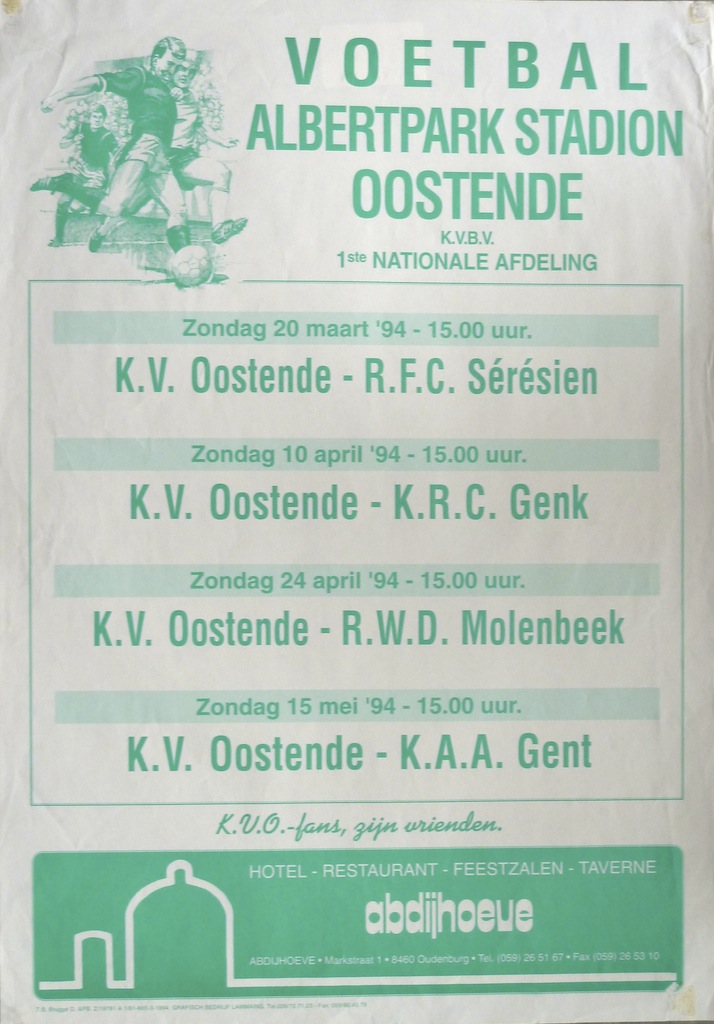 VOETBAL
ALBERTPARK STADION
OOSTENDE
K.V.B.V.
1ste NATIONALE AFDELING
Zondag 20 maart '94 - 15.00 uur.
K.V. Oostende - R.F.C. Sérésien
Zondag 10 april '94 - 15.00 uur.
K.V. Oostende - K.R.C. Genk
Zondag 24 april '94 - 15.00 uur.
K.V. Oostende - R.W.D. Molenbeek
Zondag 15 mei '94 - 15.00 uur.
K.V. Oostende - K.A.A. Gent
K.V.O.-fans, zijn vrienden.
HOTEL - RESTAURANT - FEESTZALEN - TAVERNE
abdijhoeve
ABDIJHOEVE • Markstraat 1 • 8460 Oudenburg • Tel. (059) 26 51 67 • Fax (059) 26 53 10
GRAFISCH BEDRIJF